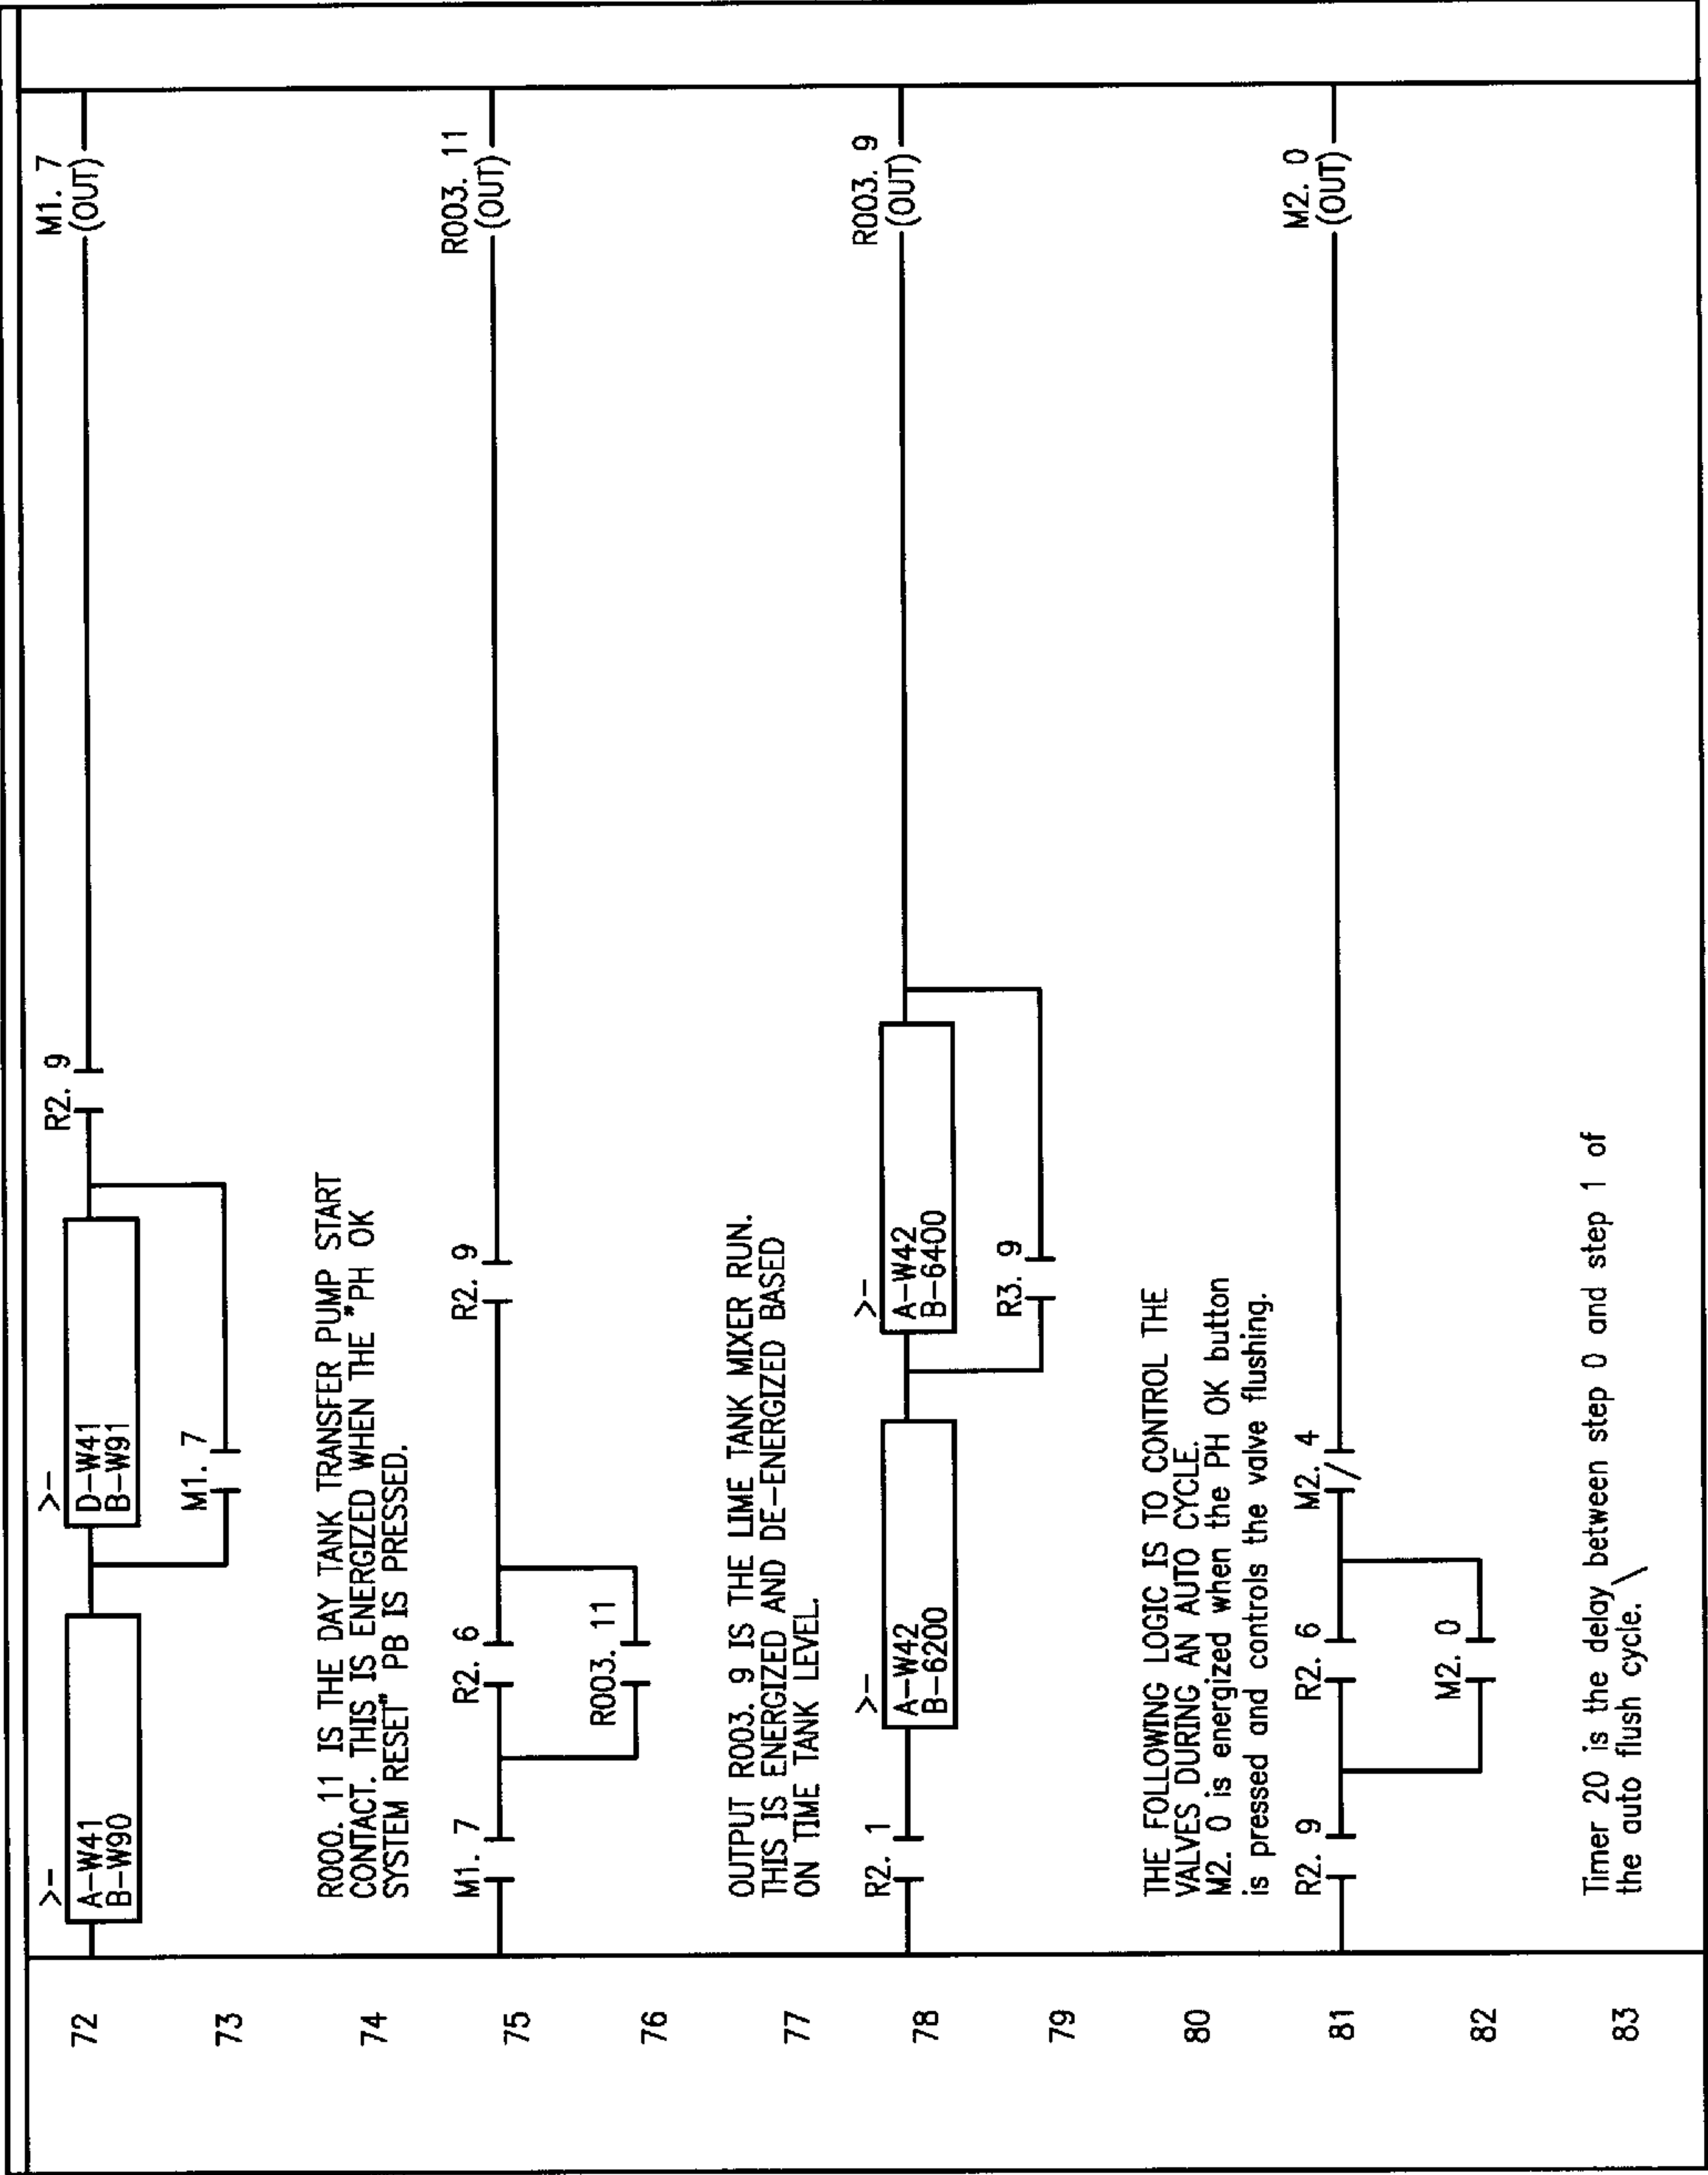 M1. 7
>-
>-
R2. 9
72
A-W41
D-W41
(OUT)
B-W90
B-W91
M1. 7
73
R000. 11 IS THE DAY TANK TRANSFER PUMP START
74
CONTACT. THIS IS ENERGIZED WHEN THE "PH OK
SYSTEM RESET" PB IS PRESSED.
R003. 11
M1. 7
R2. 6
R2. 9
75
(OUT)
R003. 11
76
OUTPUT R003. 9 IS THE LIME TANK MIXER RUN.
THIS IS ENERGIZED AND DE-ENERGIZED BASED
77
ON TIME TANK LEVEL.
R003. 9
>-
>-
R2. 1
A-W42
A-W42
78
(OUT)
B-6200
B-6400
R3. 9
79
THE FOLLOWING LOGIC IS TO CONTROL THE
VALVES DURING AN AUTO CYCLE.
80
M2. 0 is energized when the PH OK button
is pressed and controls the valve flushing.
M2. 0
R2. 9
R2. 6
M2. 4
81
(OUT)
M2. 0
82
Timer 20 is the delay between step 0 and step 1 of
83
the auto flush cycle.